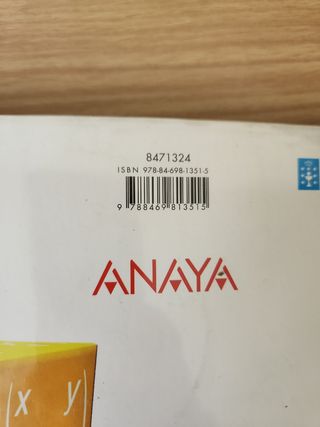 8471324
ISBN 978-84-698-1351-5
9 788469 813515
ANAYA
(x y)